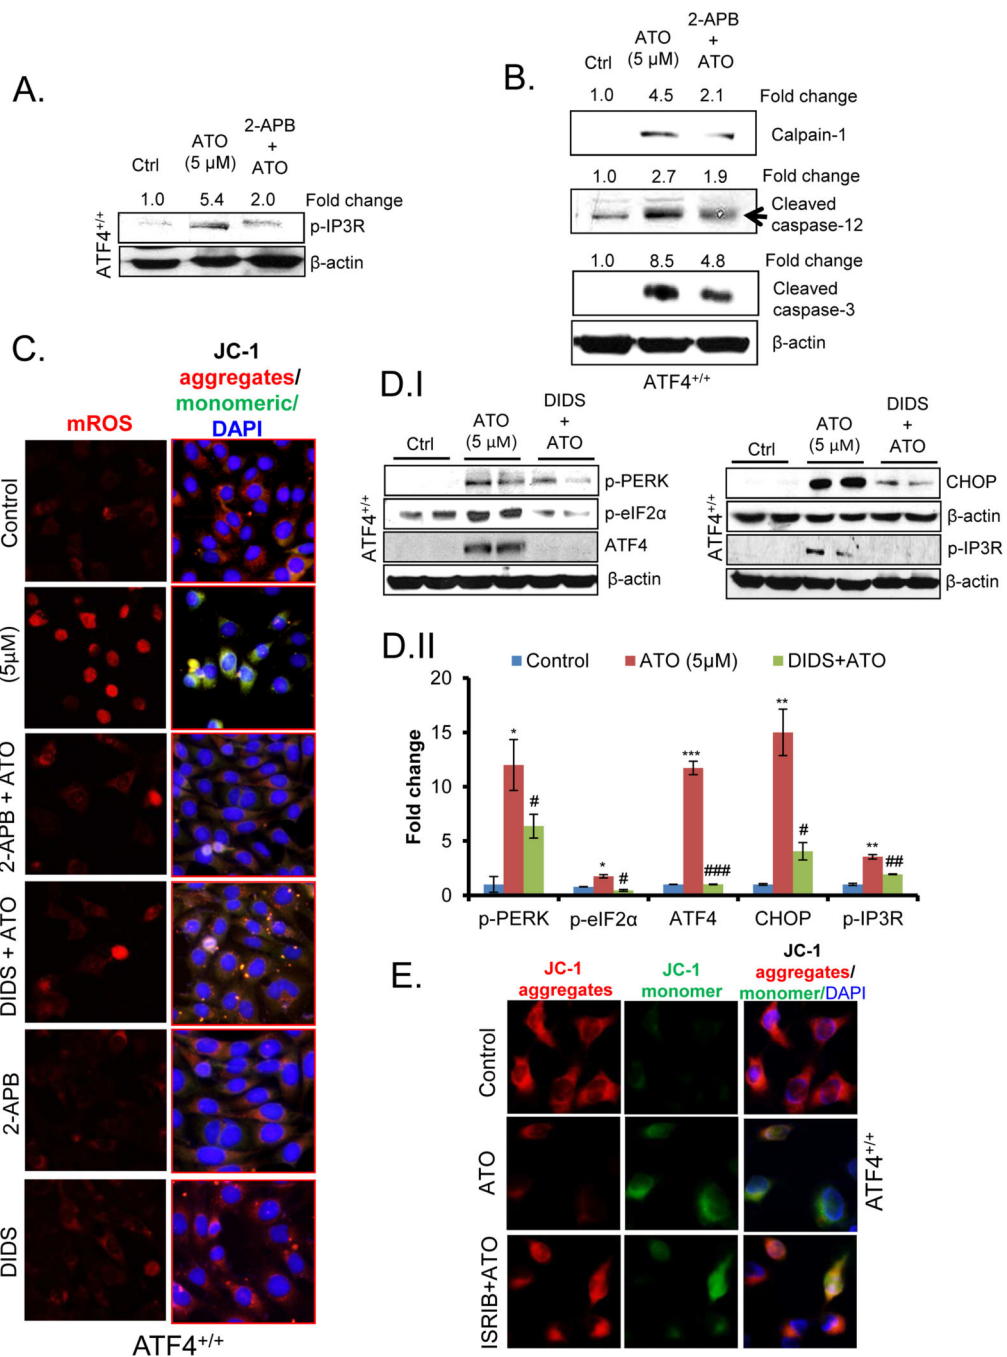 A.
Ctrl
ATO
(5 µM)
2-APB
+
ATO
1.0 5.4 2.0 Fold change
p-IP3R
β-actin
ATF4+/+
B.
Ctrl
ATO
(5 µM)
2-APB
+
ATO
1.0 4.5 2.1 Fold change
Calpain-1
1.0 2.7 1.9 Fold change
Cleaved
caspase-12
1.0 8.5 4.8 Fold change
Cleaved
caspase-3
β-actin
ATF4+/+
C.
mROS
JC-1
aggregates/
monomeric/
DAPI
Control
(5µM)
2-APB + ATO
DIDS + ATO
2-APB
DIDS
ATF4+/+
D.I
Ctrl
ATO
(5 µM)
DIDS
+
ATO
p-PERK
p-eIF2α
ATF4
β-actin
ATF4+/+
Ctrl
ATO
(5 µM)
DIDS
+
ATO
CHOP
β-actin
p-IP3R
β-actin
ATF4+/+
D.II
Control ATO (5µM) DIDS+ATO
Fold change
20
15
10
5
0
* #
* #
*** ###
** #
** ##
p-PERK p-eIF2α ATF4 CHOP p-IP3R
E.
JC-1
aggregates
JC-1
monomer
JC-1
aggregates/
monomer/DAPI
Control
ATO
ISRIB+ATO
ATF4+/+